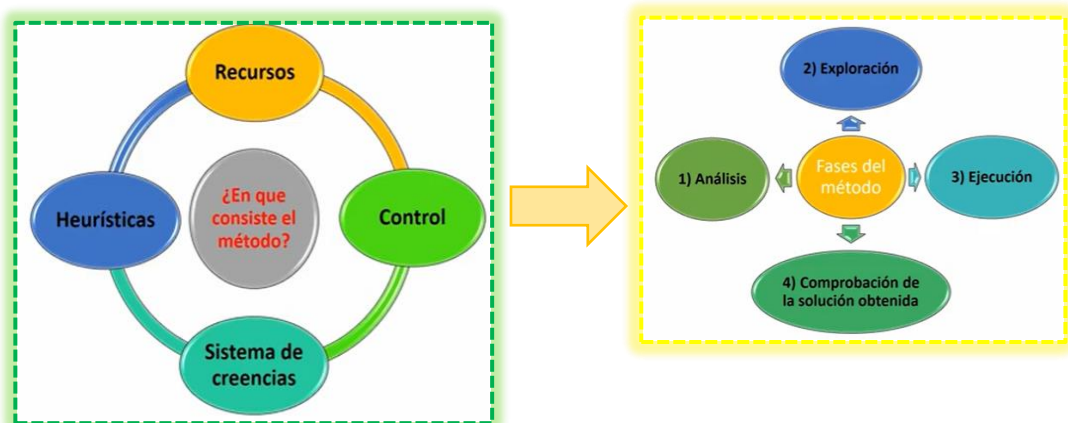 Recursos
Heurísticas
¿En que
consiste el
método?
Control
Sistema de
creencias
2) Exploración
1) Análisis
Fases del
método
3) Ejecución
4) Comprobación de
la solución obtenida